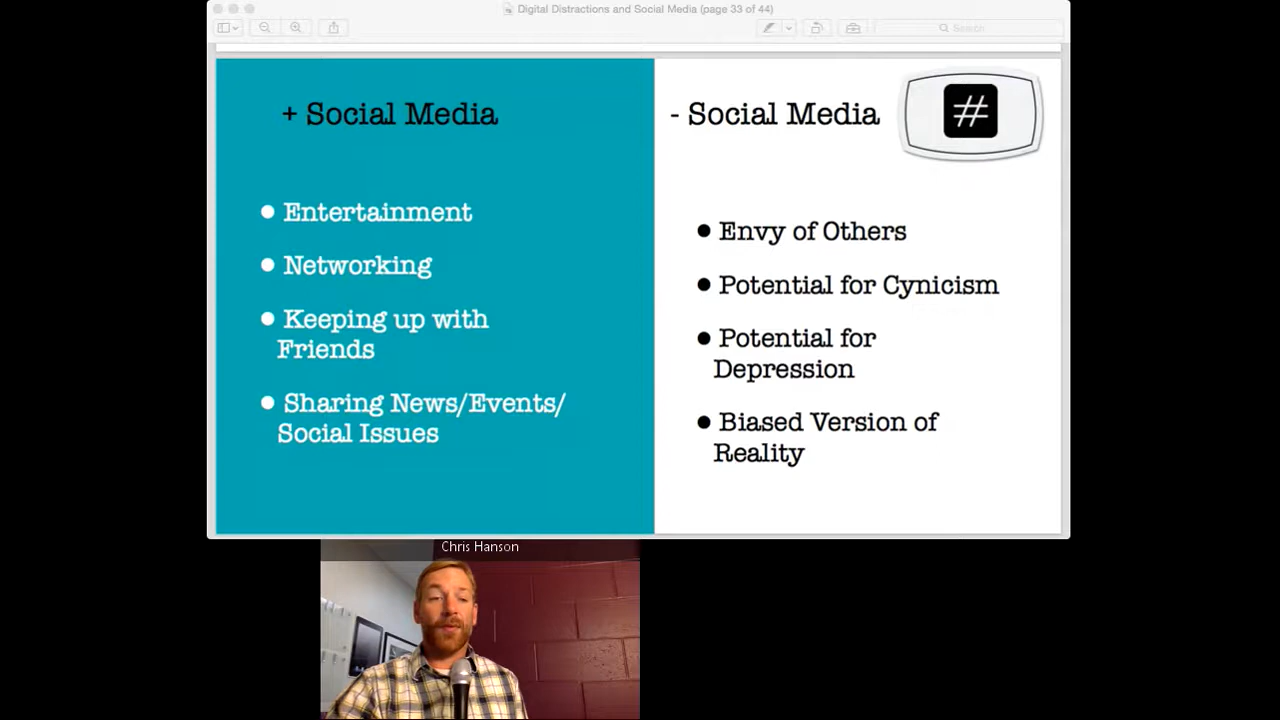 Digital Distractions and Social Media (page 33 of 44)
Search
+ Social Media
● Entertainment
● Networking
● Keeping up with
Friends
● Sharing News/Events/
Social Issues
- Social Media
#
● Envy of Others
● Potential for Cynicism
● Potential for
Depression
● Biased Version of
Reality
Chris Hanson